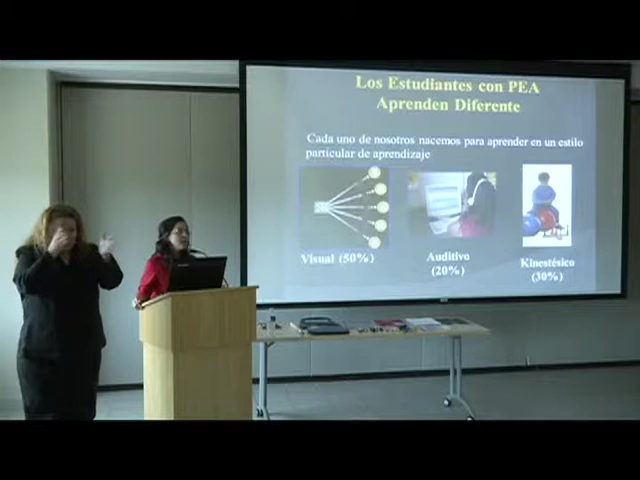 Los Estudiantes con PEA
Aprenden Diferente
Cada uno de nosotros nacemos para aprender en un estilo
particular de aprendizaje
Visual (50%)
Auditivo
(20%)
Kinestésico
(30%)